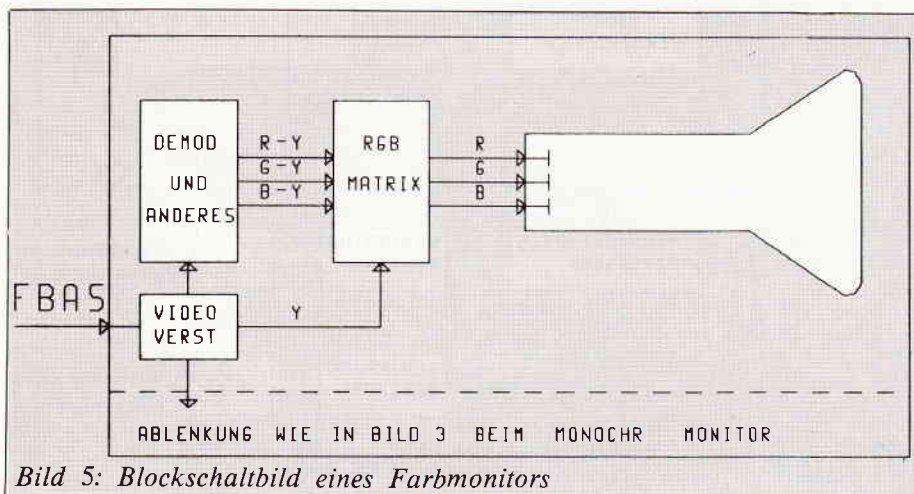 DEMOD
UND
ANDERES
R-Y
G-Y
B-Y
RGB
MATRIX
R
G
B
FBAS
VIDEO
VERST
Y
ABLENKUNG WIE IN BILD 3 BEIM MONOCHR MONITOR
Bild 5: Blockschaltbild eines Farbmonitors